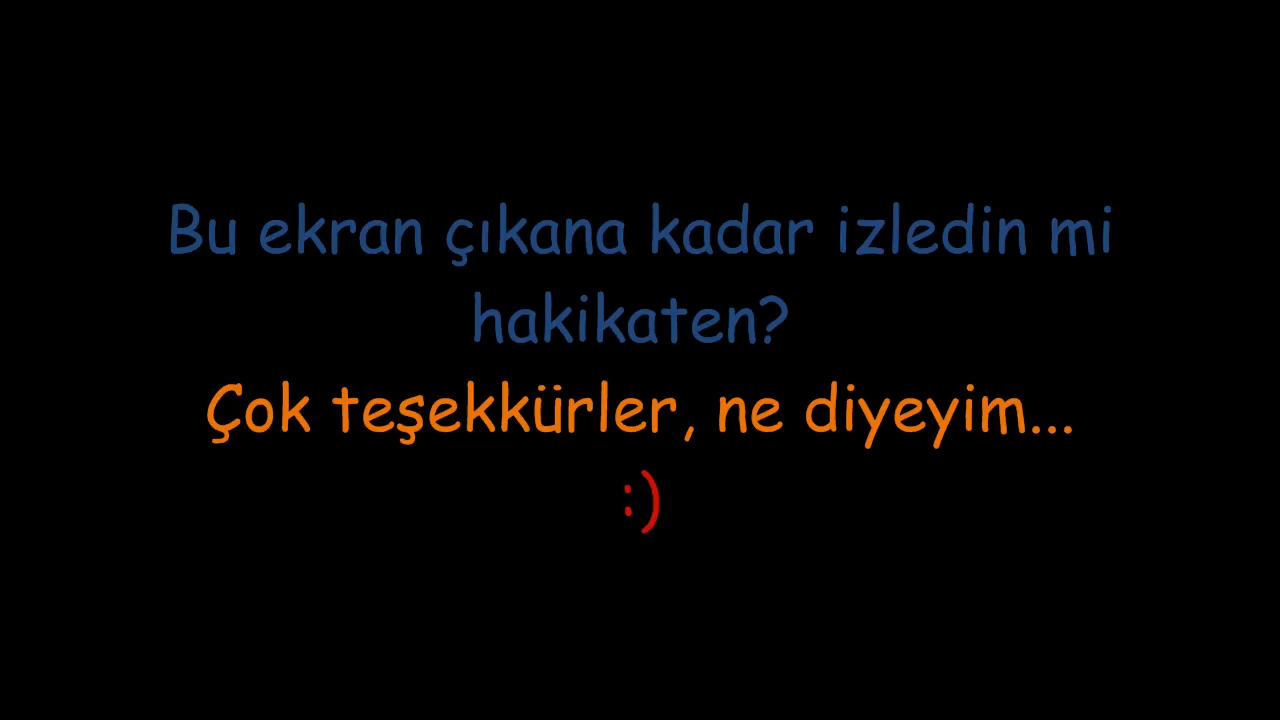 Bu ekran çıkana kadar izledin mi
hakikaten?
Çok teşekkürler, ne diyeyim...
:)